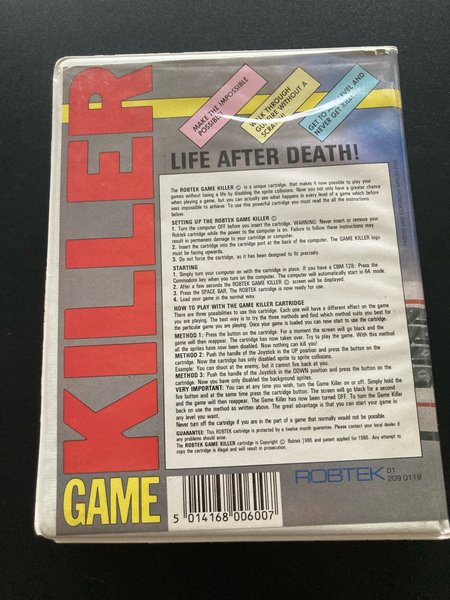 GAME KILLER
MAKE THE IMPOSSIBLE
POSSIBLE!
WALK THROUGH
GUNFIRE WITHOUT A
SCRATCH!
GET TO ANY LEVEL AND
NEVER GET KILLED!
LIFE AFTER DEATH!
The ROBTEK GAME KILLER © is a unique cartridge, that makes it now possible to play your
games without losing a life by disabling the sprite collisions. Now you not only have a greater chance
when playing a game, but you can actually see what happens in every level of a game which before
was impossible to achieve. To use this powerful cartridge you must read the all the instructions
below.
SETTING UP THE ROBTEK GAME KILLER ©
1. Turn the computer OFF before you insert the cartridge. WARNING: Never insert or remove your
Robtek cartridge while the power to the computer is on. Failure to follow these instructions may
result in permanent damage to your cartridge or computer.
2. Insert the cartridge into the cartridge port at the back of the computer. The GAME KILLER logo
must be facing upwards.
3. Do not force the cartridge, as it has been designed to fit precisely.
STARTING
1. Simply turn your computer on with the cartridge in place. If you have a CBM 128: Press the
Commodore key when you turn on the computer. The computer will automatically start in 64 mode.
2. After a few seconds the ROBTEK GAME KILLER © screen will be displayed.
3. Press the SPACE BAR. The ROBTEK cartridge is now ready for use.
4. Load your game in the normal way.
HOW TO PLAY WITH THE GAME KILLER CARTRIDGE
There are three possibilities to use this cartridge. Each one will have a different effect on the game
you are playing. The best way is to try the three methods and find which method suits you best for
the particular game you are playing. Once your game is loaded you can now start to use the cartridge.
METHOD 1: Press the button on the cartridge. For a moment the screen will go black and the
game will then reappear. The cartridge has now taken over. Try to play the game. With this method
all the sprites have now been disabled. Now nothing can kill you!
METHOD 2: Push the handle of the Joystick in the UP position and press the button on the
cartridge. Now the cartridge has only disabled sprite to sprite collisions.
Example: You can shoot at the enemy, but it cannot fire back at you.
METHOD 3: Push the handle of the Joystick in the DOWN position and press the button on the
cartridge. Now you have only disabled the background sprites.
VERY IMPORTANT: You can at any time you wish, turn the Game Killer on or off. Simply hold the
fire button and at the same time press the cartridge button. The screen will go black for a second
and the game will then reappear. The Game Killer has now been turned OFF. To turn the Game Killer
back on use the method as written above. The great advantage is that you can start your game in
any level you wish.
Never turn off the cartridge if you are in the part of a game that normally would not be possible.
GUARANTEE: This ROBTEK cartridge is protected by a twelve month guarantee. Please contact your local dealer if
any problems should arise.
The ROBTEK GAME KILLER cartridge is Copyright © Robtek 1986 and patent applied for 1986. Any attempt to
copy the cartridge is illegal and will result in prosecution.
5 014168 006007
ROBTEK
01
209 0118